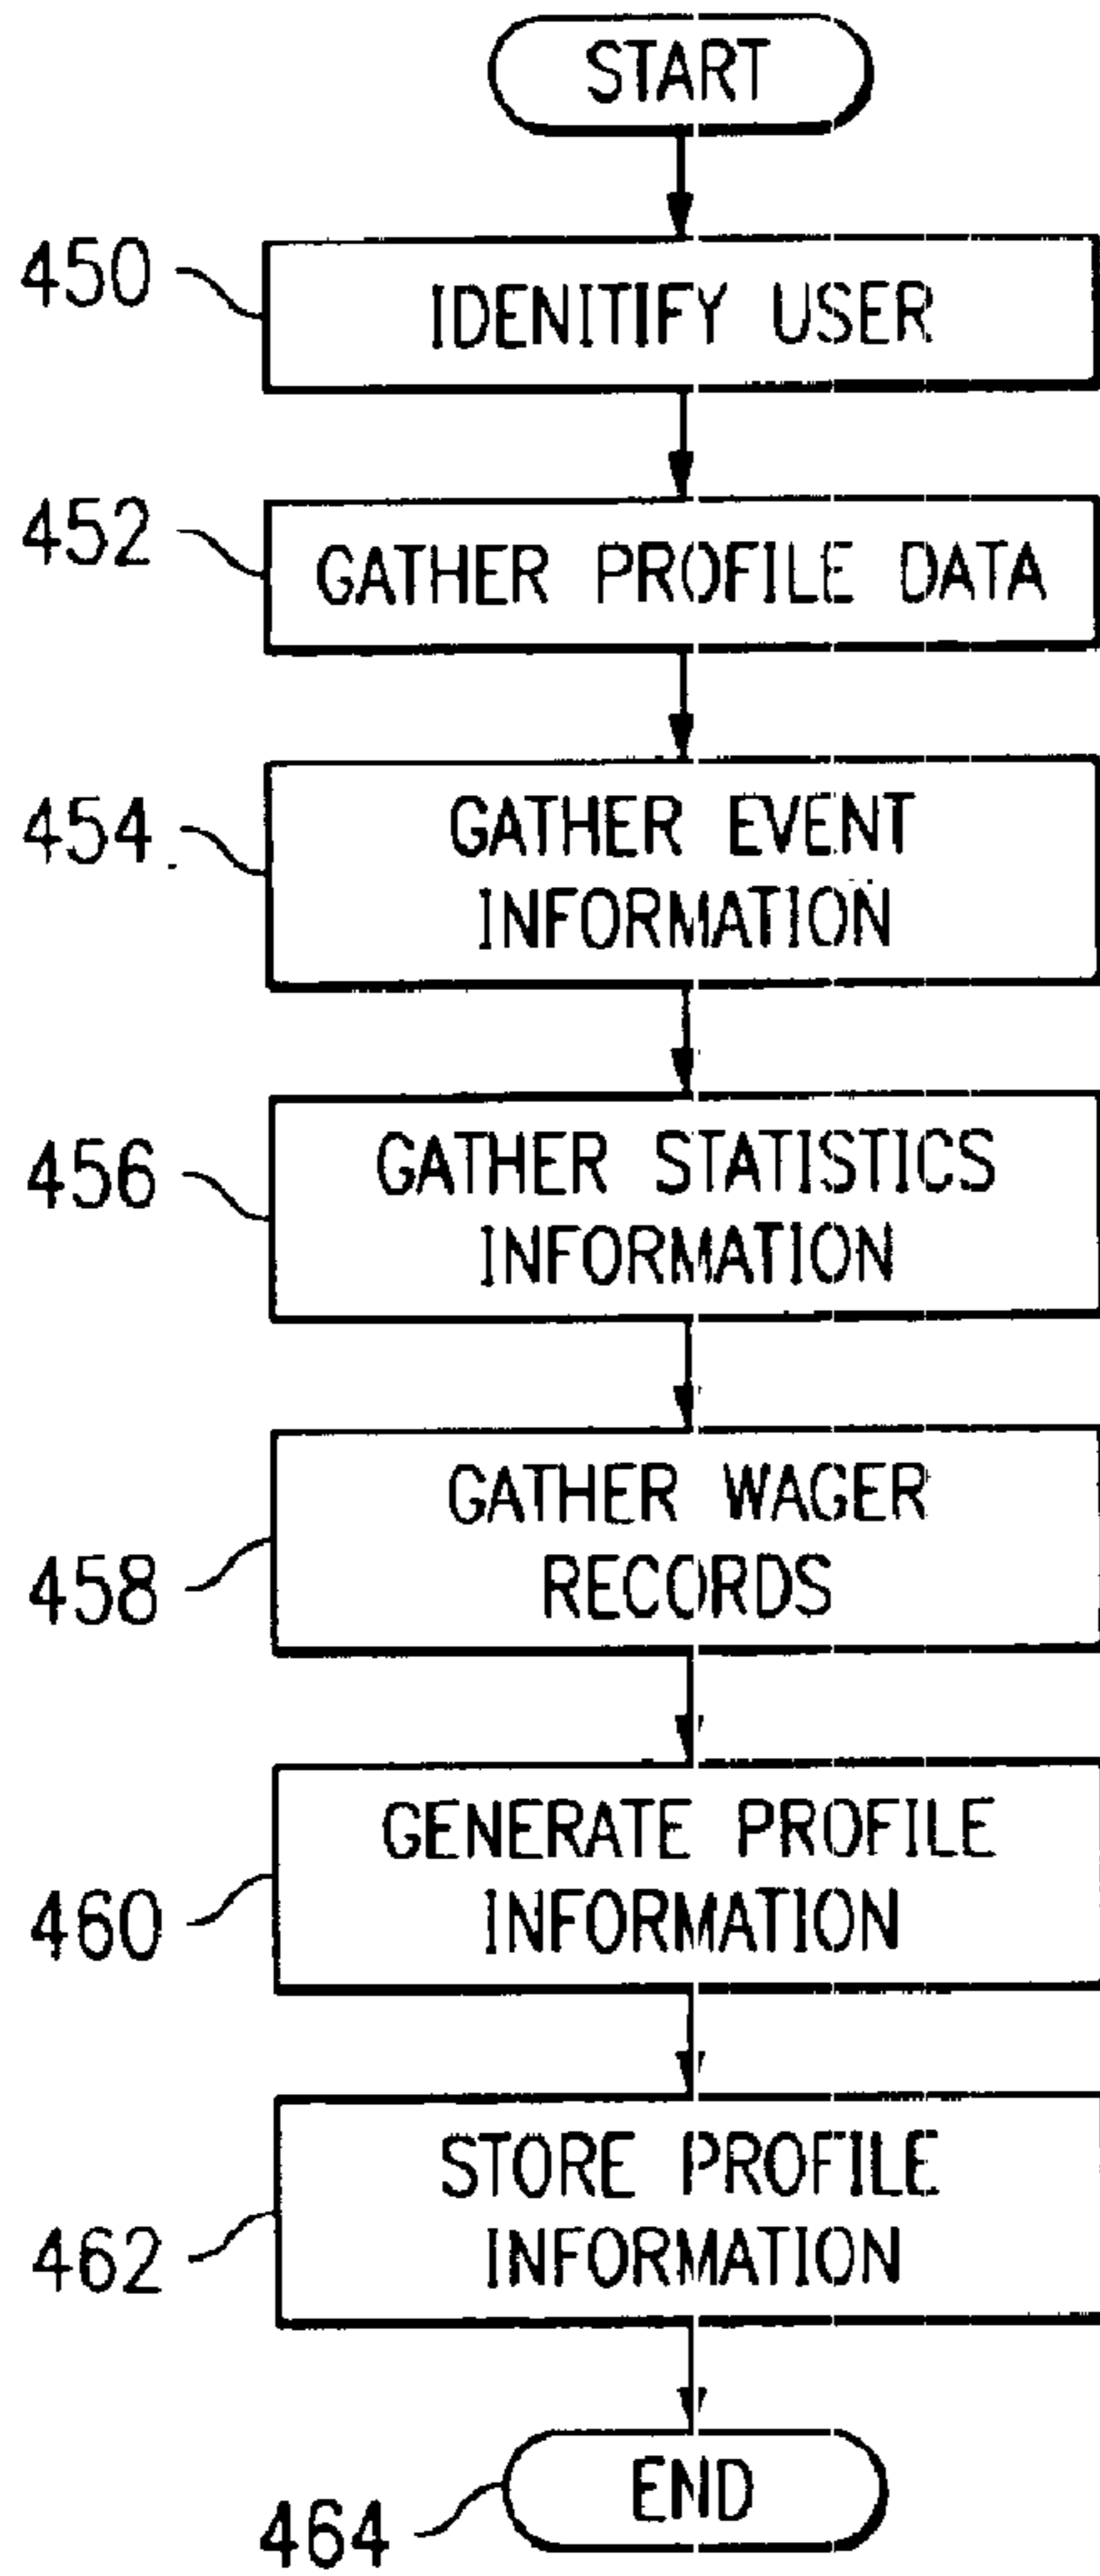 START
450
IDENITIFY USER
452
GATHER PROFILE DATA
454
GATHER EVENT
INFORMATION
456
GATHER STATISTICS
INFORMATION
458
GATHER WAGER
RECORDS
460
GENERATE PROFILE
INFORMATION
462
STORE PROFILE
INFORMATION
464
END